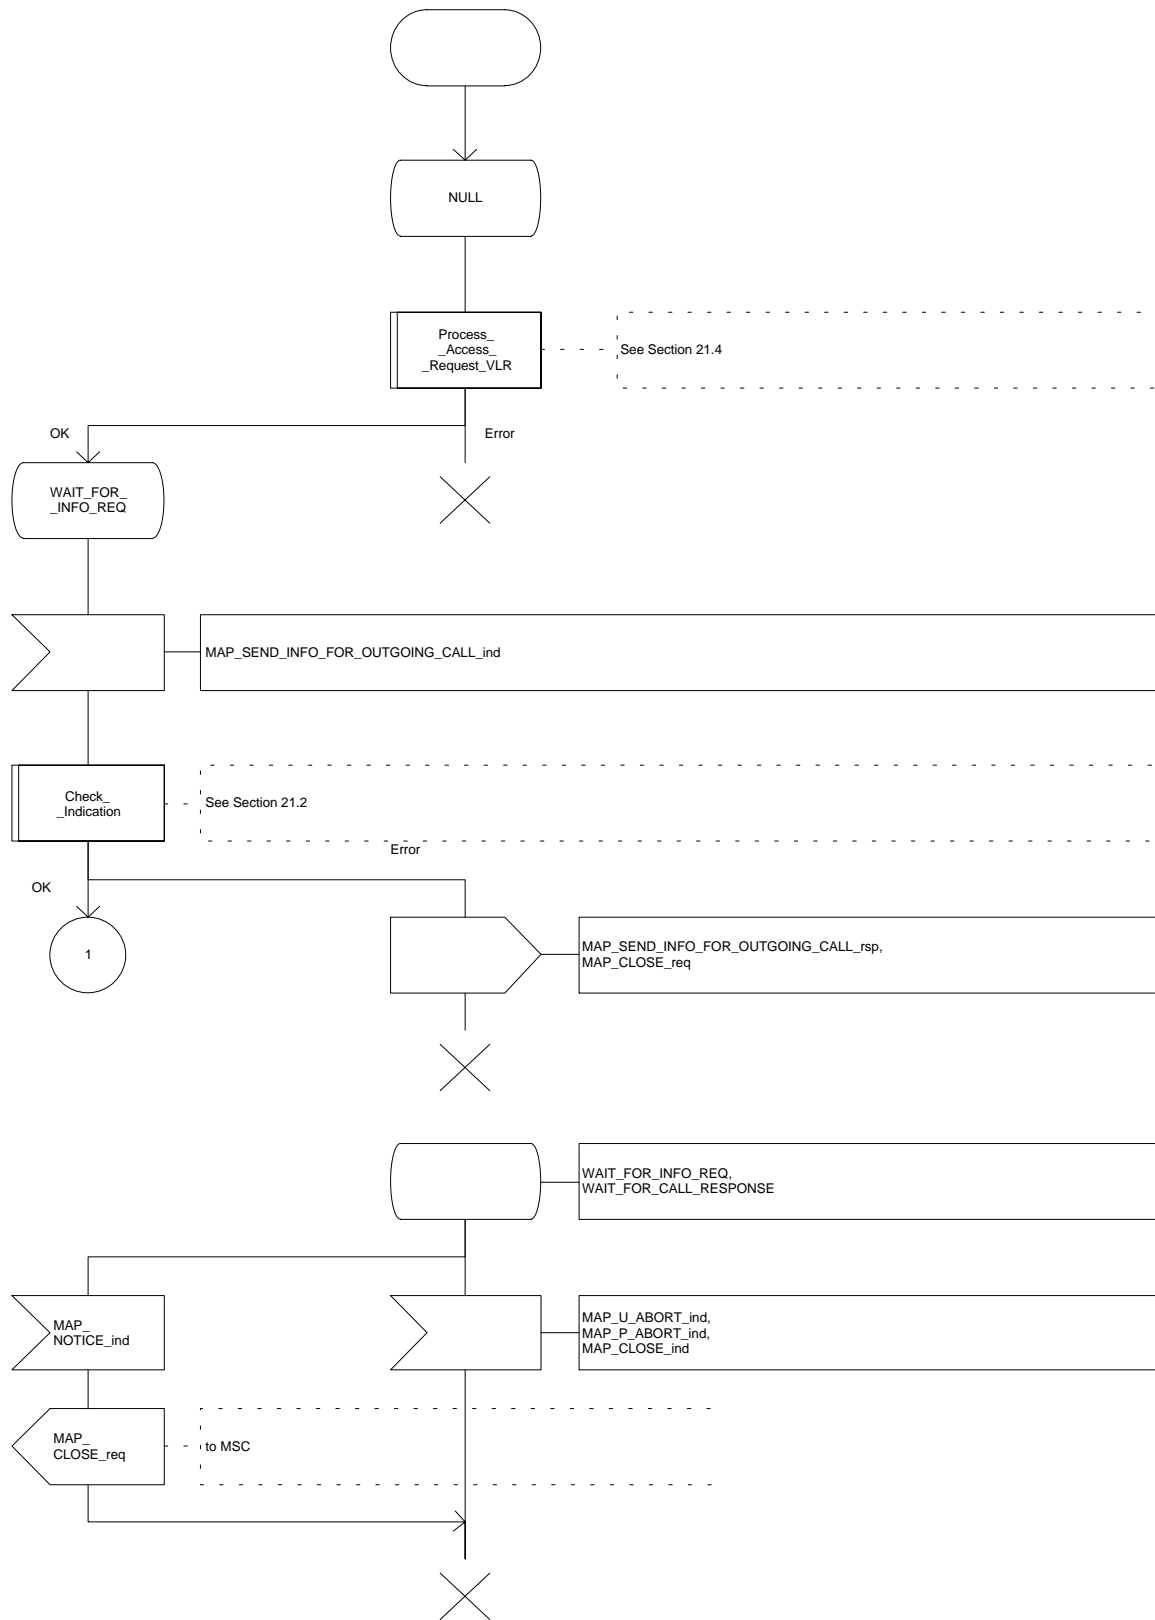 NULL
Process_
_Access_
_Request_VLR
See Section 21.4
OK
Error
WAIT_FOR_
_INFO_REQ
MAP_SEND_INFO_FOR_OUTGOING_CALL_ind
Check_
_Indication
See Section 21.2
Error
OK
1
MAP_SEND_INFO_FOR_OUTGOING_CALL_rsp,
MAP_CLOSE_req
WAIT_FOR_INFO_REQ,
WAIT_FOR_CALL_RESPONSE
MAP_
NOTICE_ind
MAP_U_ABORT_ind,
MAP_P_ABORT_ind,
MAP_CLOSE_ind
MAP_
CLOSE_req
to MSC